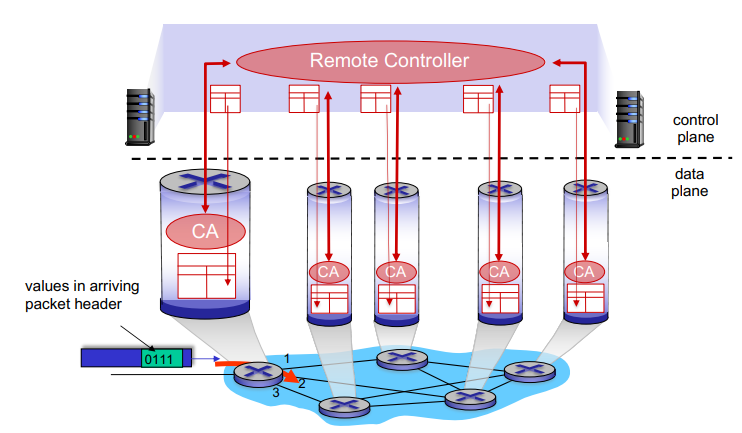 Remote Controller
control
plane
data
plane
CA
CA
CA
CA
CA
values in arriving
packet header
0111
1
2
3